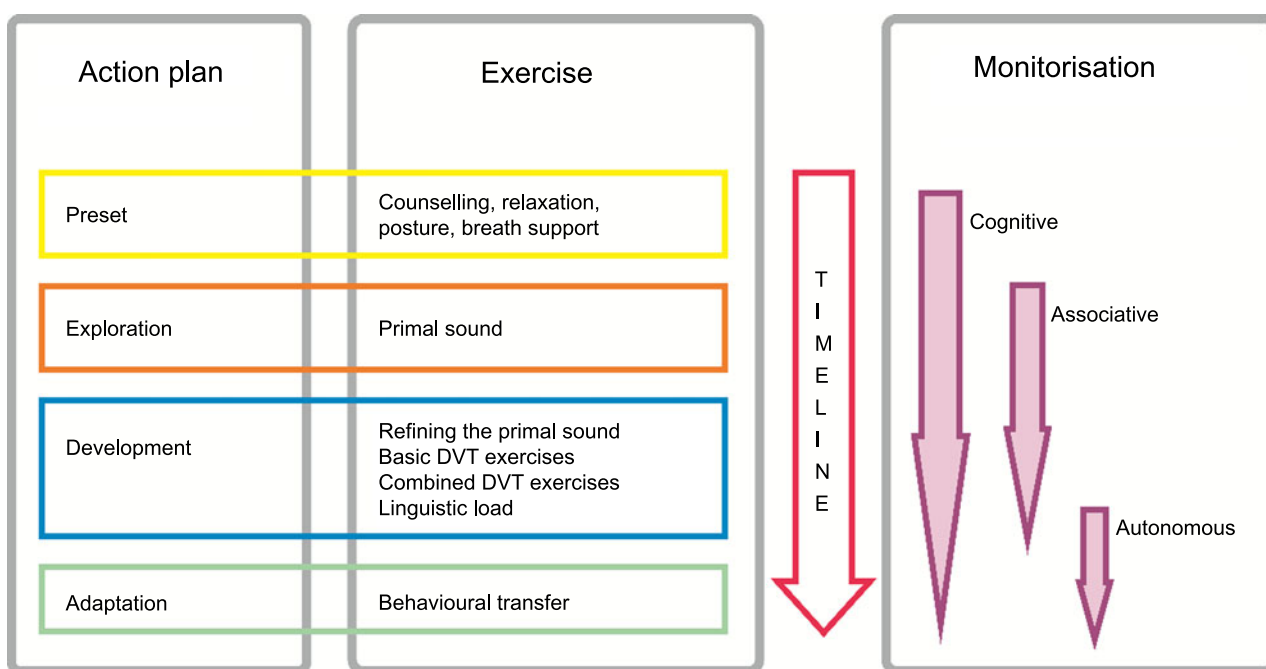 Action plan
Exercise
Monitorisation
Preset
Counselling, relaxation,
posture, breath support
Exploration
Primal sound
Development
Refining the primal sound
Basic DVT exercises
Combined DVT exercises
Linguistic load
Adaptation
Behavioural transfer
TIMELINE
Cognitive
Associative
Autonomous